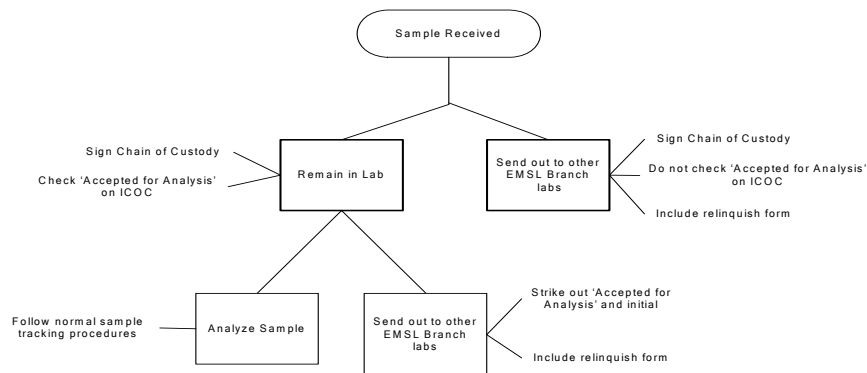 Sample Received
Sign Chain of Custody
Check 'Accepted for Analysis'
on ICOC
Remain in Lab
Send out to other
EMSL Branch
labs
Sign Chain of Custody
Do not check 'Accepted for Analysis'
on ICOC
Include relinquish form
Follow normal sample
tracking procedures
Analyze Sample
Send out to other
EMSL Branch
labs
Strike out 'Accepted for
Analysis' and initial
Include relinquish form